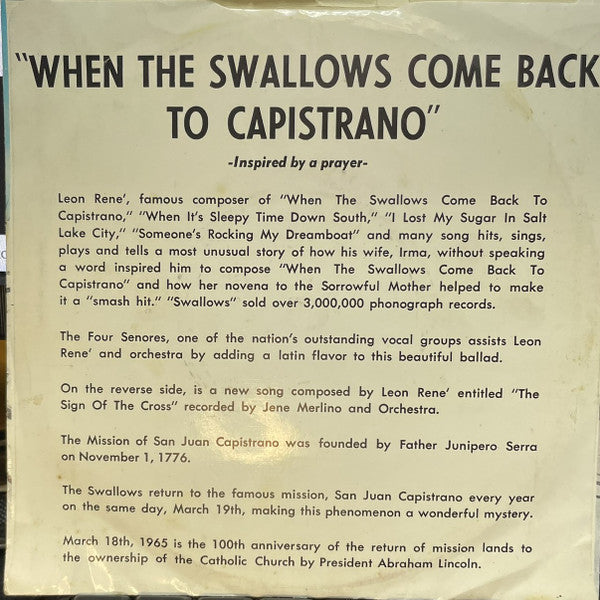 "WHEN THE SWALLOWS COME BACK
TO CAPISTRANO"
-Inspired by a prayer-
Leon Rene', famous composer of "When The Swallows Come Back To
Capistrano," "When It's Sleepy Time Down South," "I Lost My Sugar In Salt
Lake City," "Someone's Rocking My Dreamboat" and many song hits, sings,
plays and tells a most unusual story of how his wife, Irma, without speaking
a word inspired him to compose "When The Swallows Come Back To
Capistrano" and how her novena to the Sorrowful Mother helped to make
it a "smash hit." "Swallows" sold over 3,000,000 phonograph records.
The Four Senores, one of the nation's outstanding vocal groups assists Leon
Rene' and orchestra by adding a latin flavor to this beautiful ballad.
On the reverse side, is a new song composed by Leon Rene' entitled "The
Sign Of The Cross" recorded by Jene Merlino and Orchestra.
The Mission of San Juan Capistrano was founded by Father Junipero Serra
on November 1, 1776.
The Swallows return to the famous mission, San Juan Capistrano every year
on the same day, March 19th, making this phenomenon a wonderful mystery.
March 18th, 1965 is the 100th anniversary of the return of mission lands to
the ownership of the Catholic Church by President Abraham Lincoln.